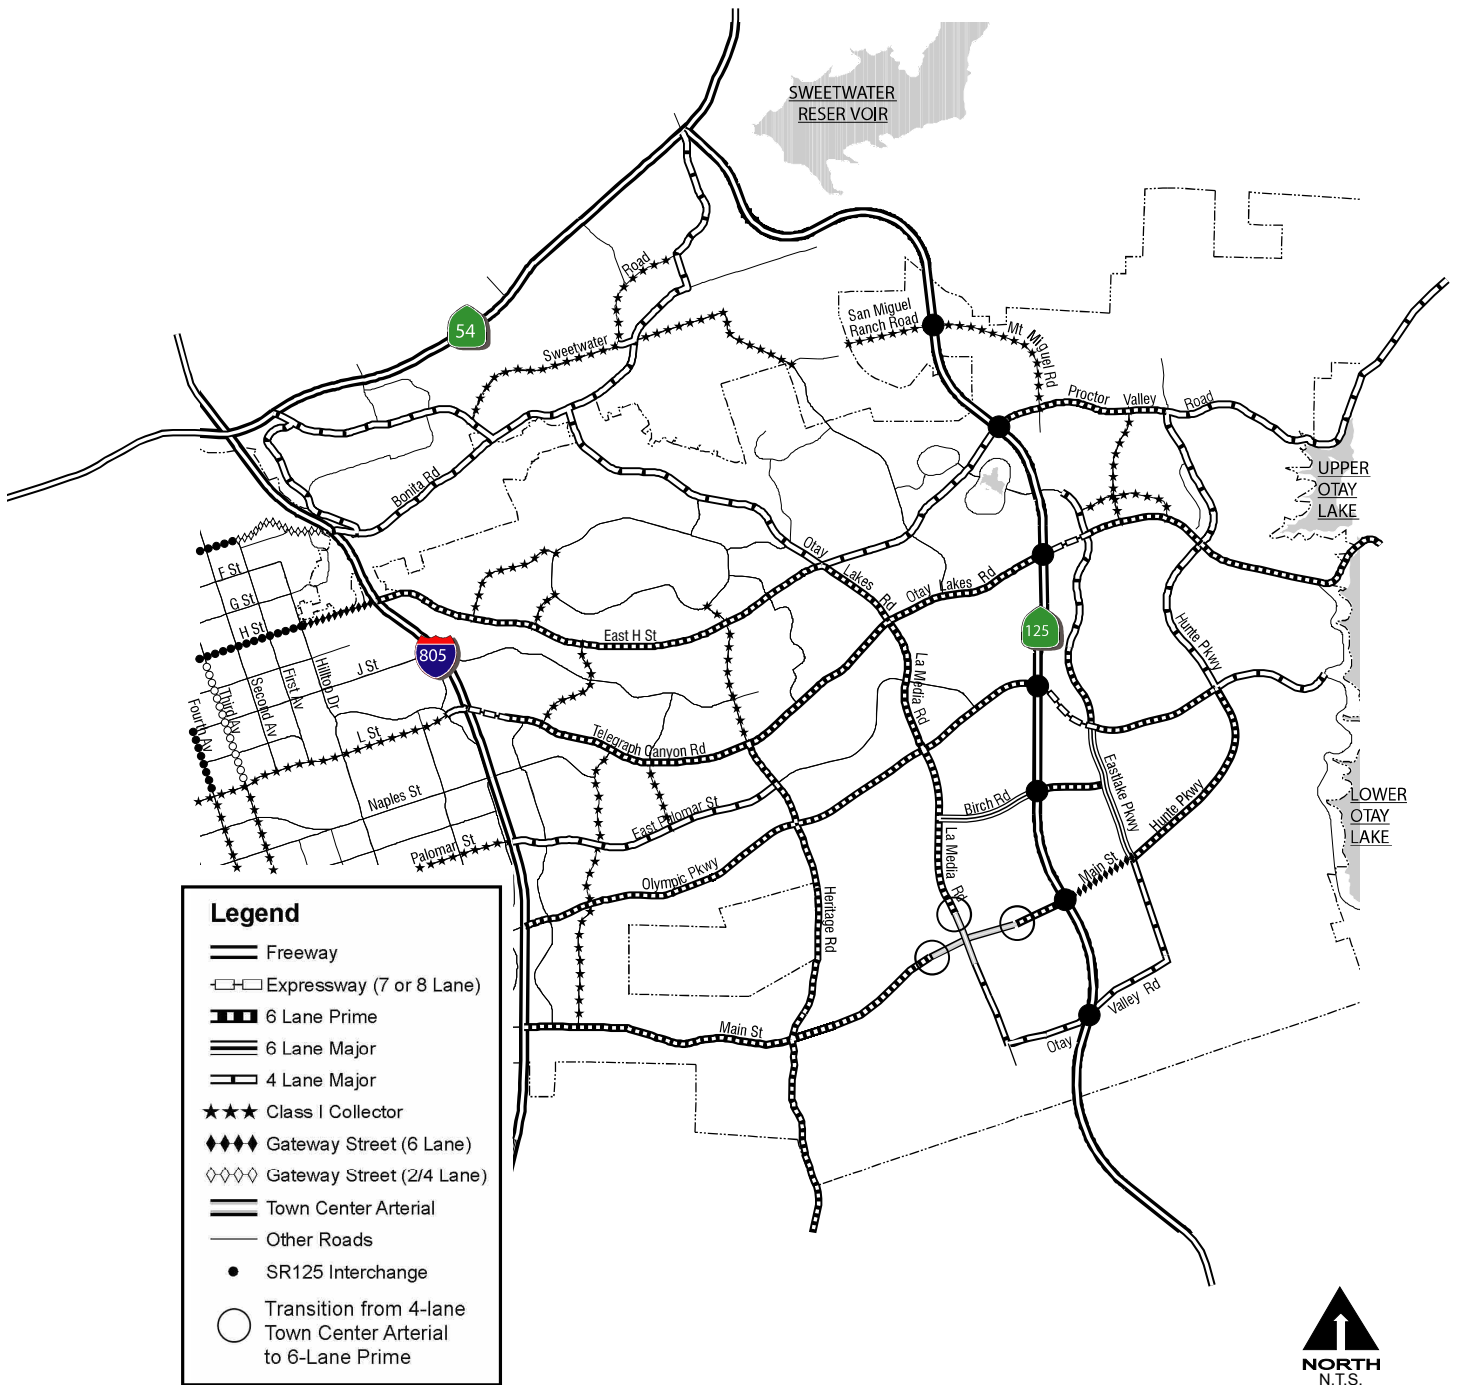 SWEETWATER
RESER VOIR
54
Road
Sweetwater
San Miguel
Ranch Road
Mt Miguel Rd
Proctor Valley Road
UPPER
OTAY
LAKE
Bonita Rd
F St
G St
H St
J St
L St
Fourth Av
Third Av
Second Av
First Av
Hilltop Dr
805
East H St
Otay Lakes Rd
Otay Lakes Rd
125
Hunte Pkwy
La Media Rd
Telegraph Canyon Rd
Naples St
Palomar St
East Palomar St
Olympic Pkwy
Birch Rd
Eastlake Pkwy
Hunte Pkwy
LOWER
OTAY
LAKE
La Media Rd
Main St
Heritage Rd
Main St
Otay Valley Rd
Legend
Freeway
Expressway (7 or 8 Lane)
6 Lane Prime
6 Lane Major
4 Lane Major
Class I Collector
Gateway Street (6 Lane)
Gateway Street (2/4 Lane)
Town Center Arterial
Other Roads
SR125 Interchange
Transition from 4-lane
Town Center Arterial
to 6-Lane Prime
NORTH
N.T.S.